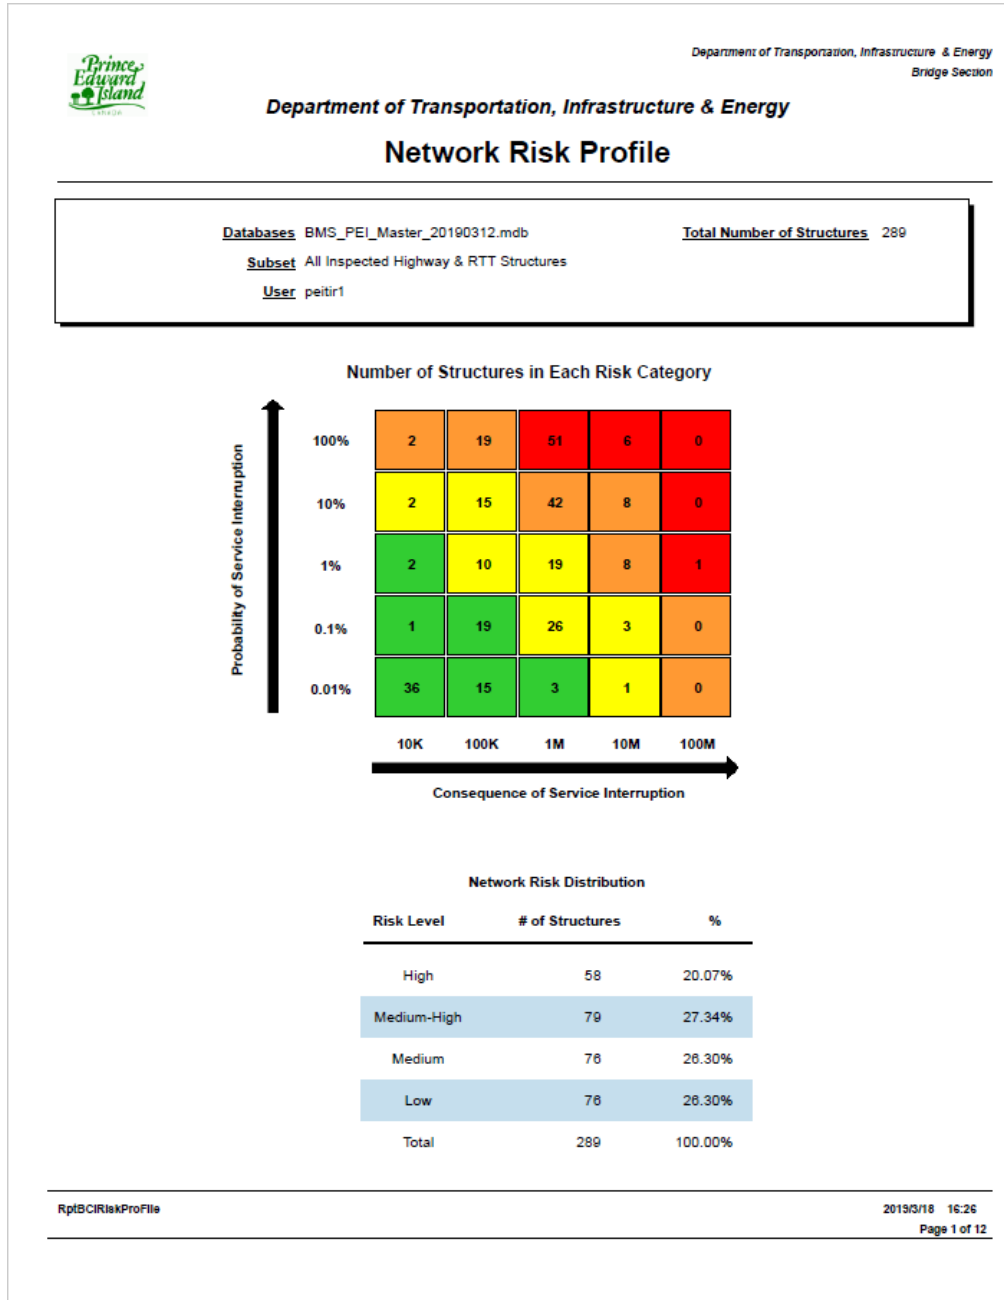 Prince
Edward
Island
CANADA
Department of Transportation, Infrastructure & Energy
Bridge Section
Department of Transportation, Infrastructure & Energy
Network Risk Profile
Databases BMS_PEI_Master_20190312.mdb Total Number of Structures 289
Subset All Inspected Highway & RTT Structures
User peitir1
Number of Structures in Each Risk Category
Probability of Service Interruption
100% 2 19 51 6 0
10% 2 15 42 8 0
1% 2 10 19 8 1
0.1% 1 19 26 3 0
0.01% 36 15 3 1 0
10K 100K 1M 10M 100M
Consequence of Service Interruption
Network Risk Distribution
Risk Level # of Structures %
High 58 20.07%
Medium-High 79 27.34%
Medium 76 26.30%
Low 76 26.30%
Total 289 100.00%
RptBCIRiskProFile 2019/3/18 16:26
Page 1 of 12